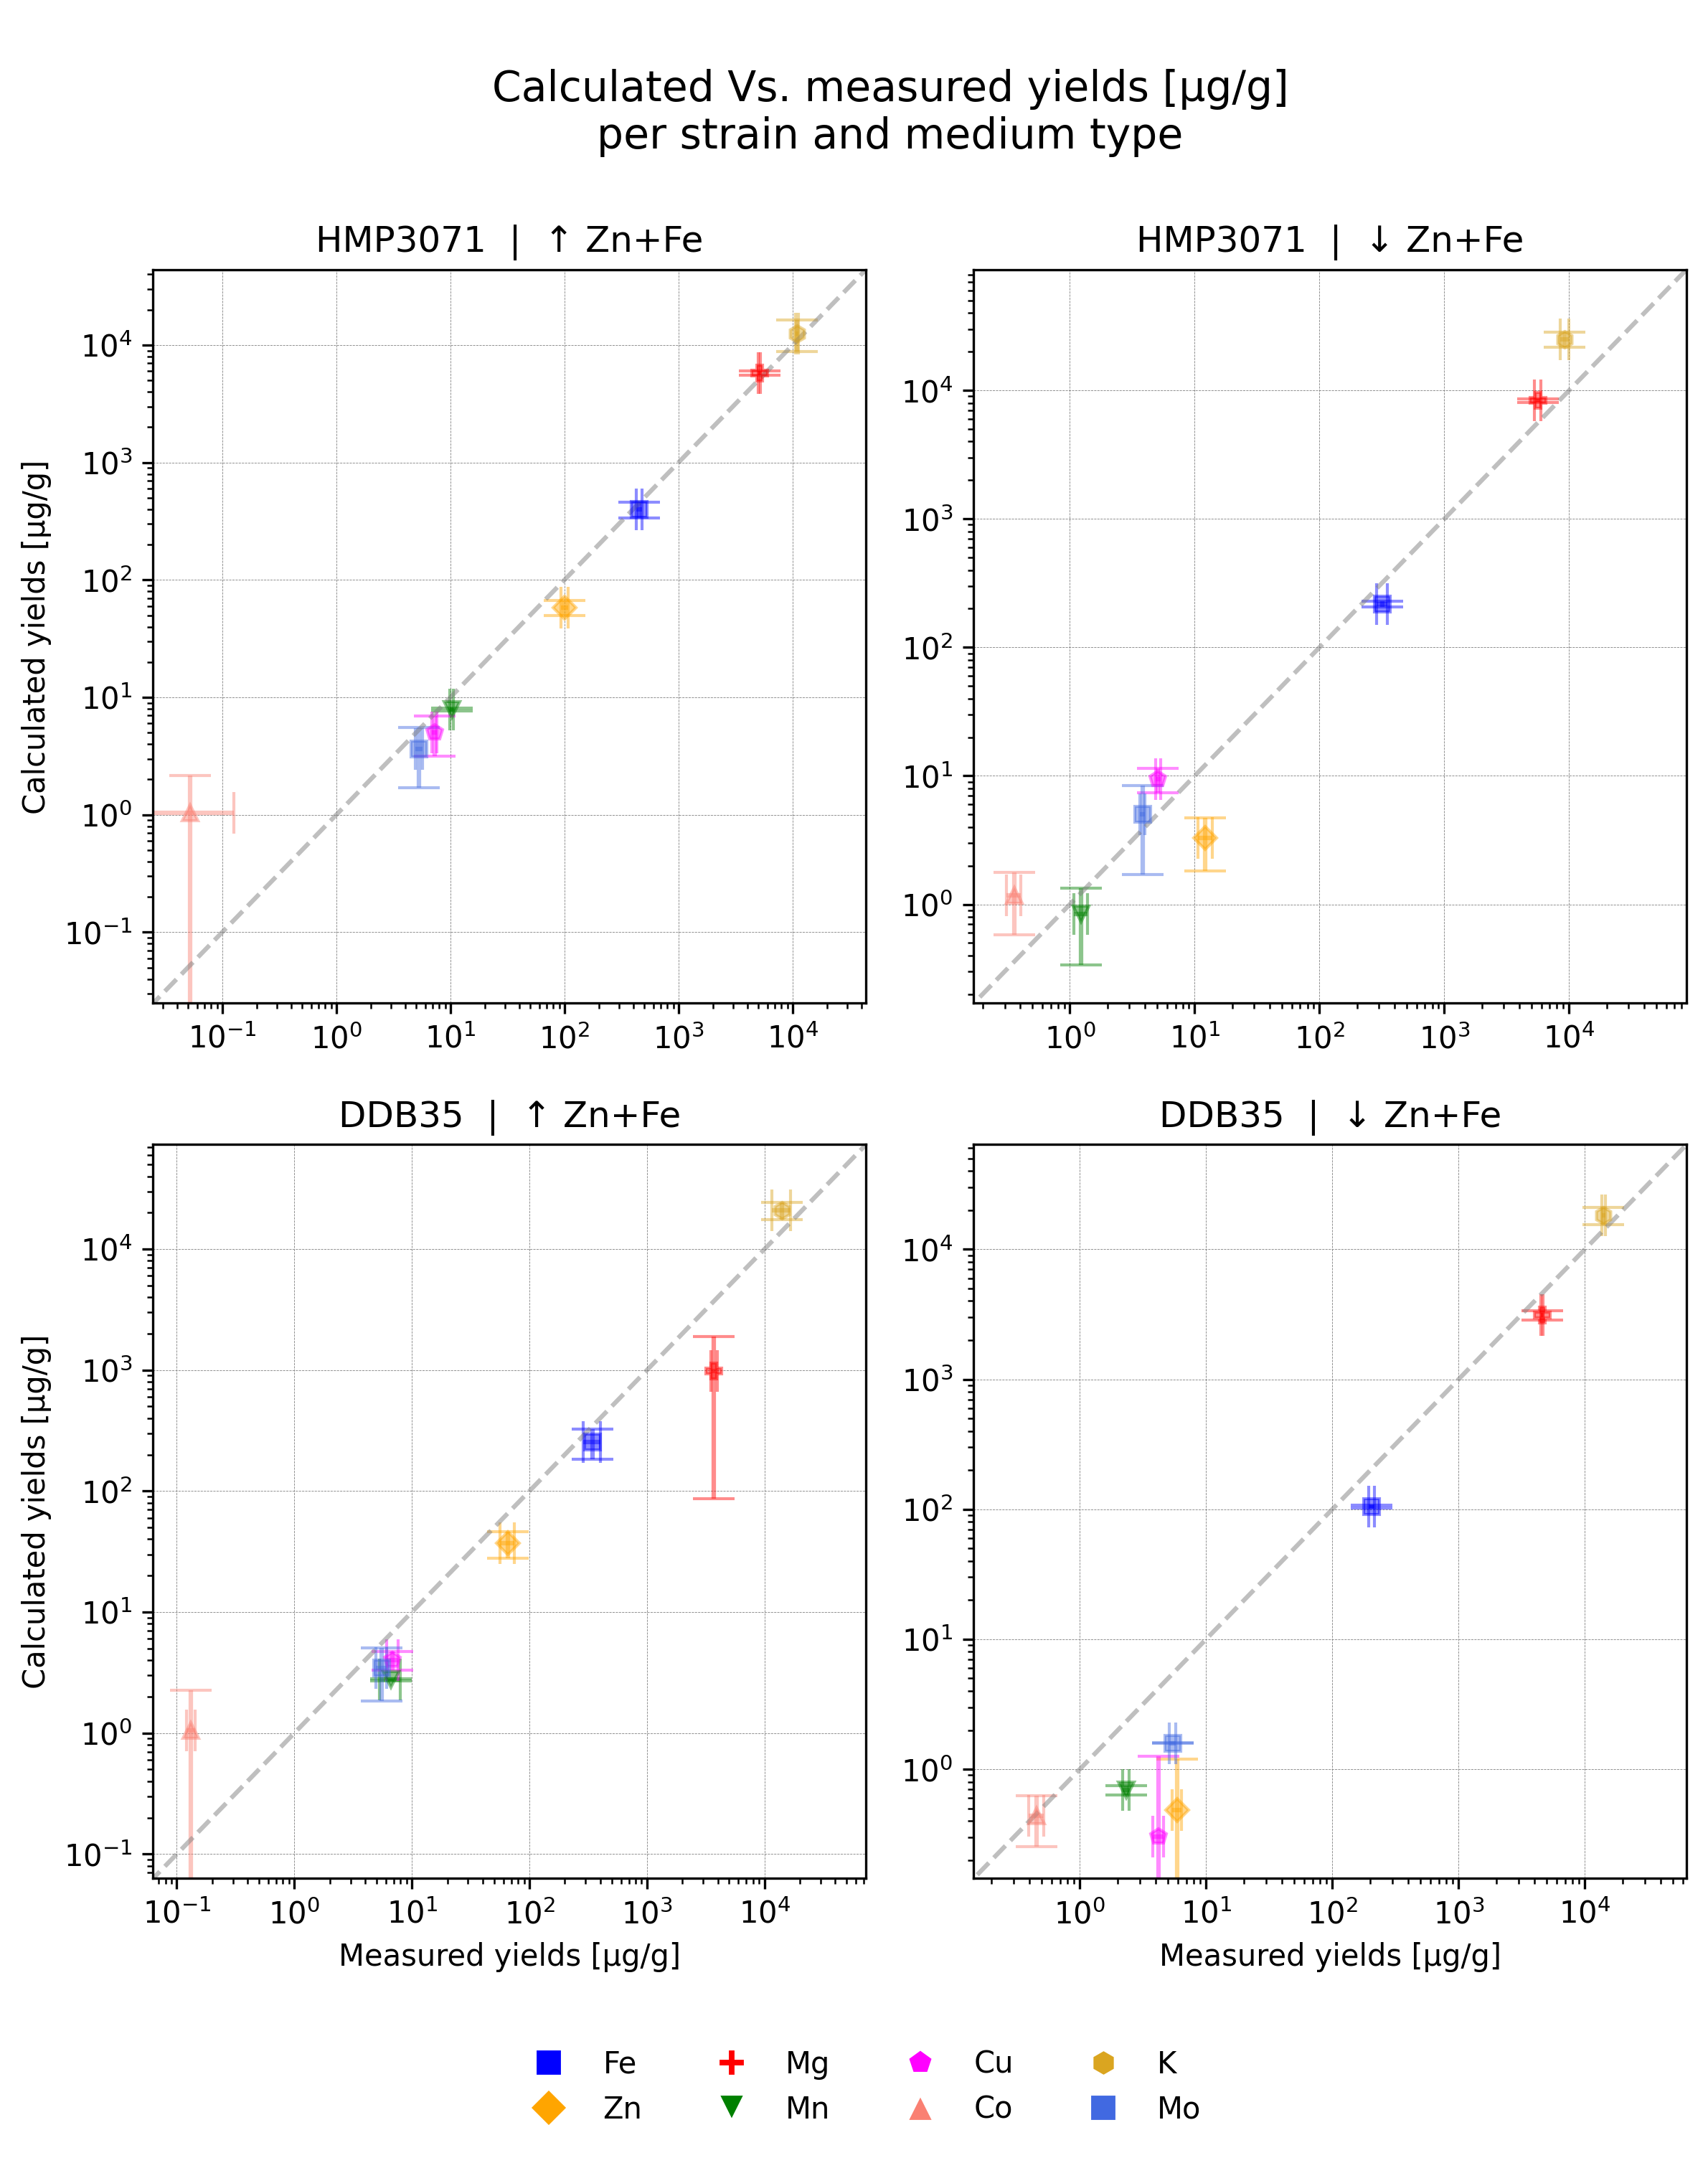 Calculated Vs. measured yields [µg/g]
per strain and medium type
HMP3071 | ↑ Zn+Fe
HMP3071 | ↓ Zn+Fe
Calculated yields [µg/g]
10⁴
10³
10²
10¹
10⁰
10⁻¹
10⁻¹ 10⁰ 10¹ 10² 10³ 10⁴
10⁴
10³
10²
10¹
10⁰
10⁰ 10¹ 10² 10³ 10⁴
DDB35 | ↑ Zn+Fe
DDB35 | ↓ Zn+Fe
Calculated yields [µg/g]
10⁴
10³
10²
10¹
10⁰
10⁻¹
10⁻¹ 10⁰ 10¹ 10² 10³ 10⁴
Measured yields [µg/g]
10⁴
10³
10²
10¹
10⁰
10⁰ 10¹ 10² 10³ 10⁴
Measured yields [µg/g]
Fe Mg Cu K
Zn Mn Co Mo